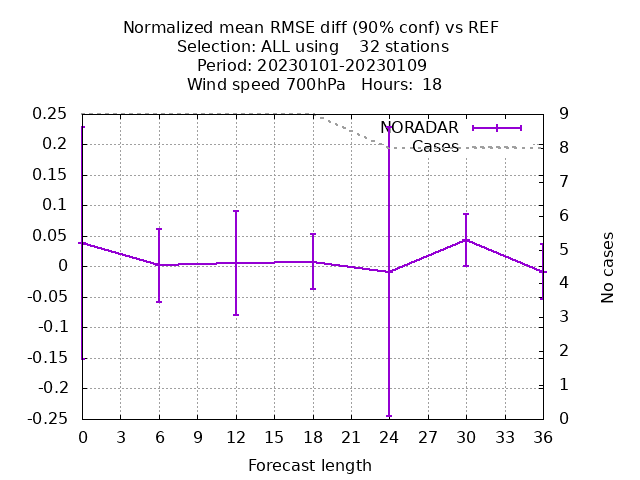 Normalized mean RMSE diff (90% conf) vs REF
Selection: ALL using    32 stations
Period: 20230101-20230109
Wind speed 700hPa   Hours:  18
NORADAR
Cases
0.25
0.2
0.15
0.1
0.05
0
-0.05
-0.1
-0.15
-0.2
-0.25
9
8
7
6
5
4
3
2
1
0
No cases
0 3 6 9 12 15 18 21 24 27 30 33 36
Forecast length